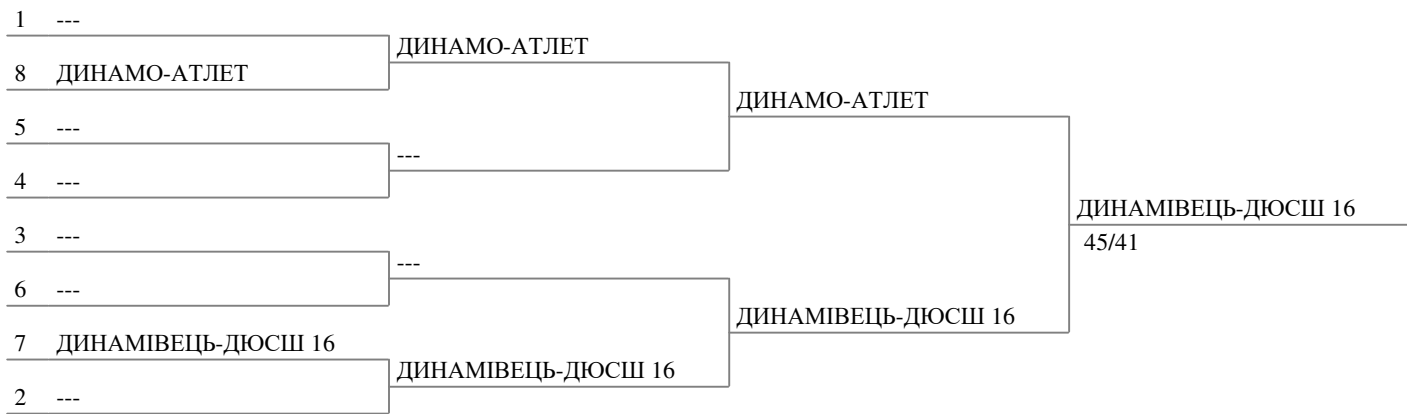 1 ---
ДИНАМО-АТЛЕТ
8 ДИНАМО-АТЛЕТ
ДИНАМО-АТЛЕТ
5 ---
---
4 ---
ДИНАМІВЕЦЬ-ДЮСШ 16
3 ---
45/41
---
6 ---
ДИНАМІВЕЦЬ-ДЮСШ 16
7 ДИНАМІВЕЦЬ-ДЮСШ 16
ДИНАМІВЕЦЬ-ДЮСШ 16
2 ---